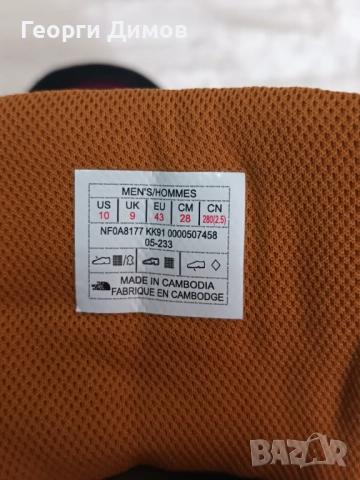 Георги Димов
MEN'S/HOMMES
US UK EU CM CN
10 9 43 28 280(2.5)
NF0A8177 KK91 0000507458
05-233
MADE IN CAMBODIA
FABRIQUE EN CAMBODGE
BAZAR